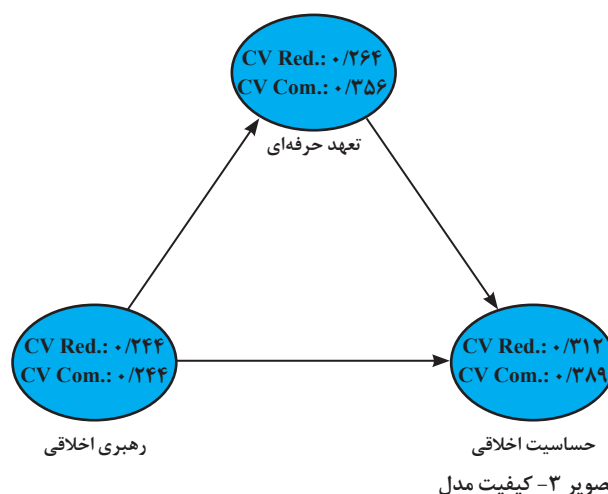 CV Red.: ۰/۲۶۴
CV Com.: ۰/۳۵۶
تعهد حرفه‌ای
CV Red.: ۰/۲۴۴
CV Com.: ۰/۲۴۴
رهبری اخلاقی
CV Red.: ۰/۳۱۲
CV Com.: ۰/۳۸۹
حساسیت اخلاقی
صویر ۳- کیفیت مدل